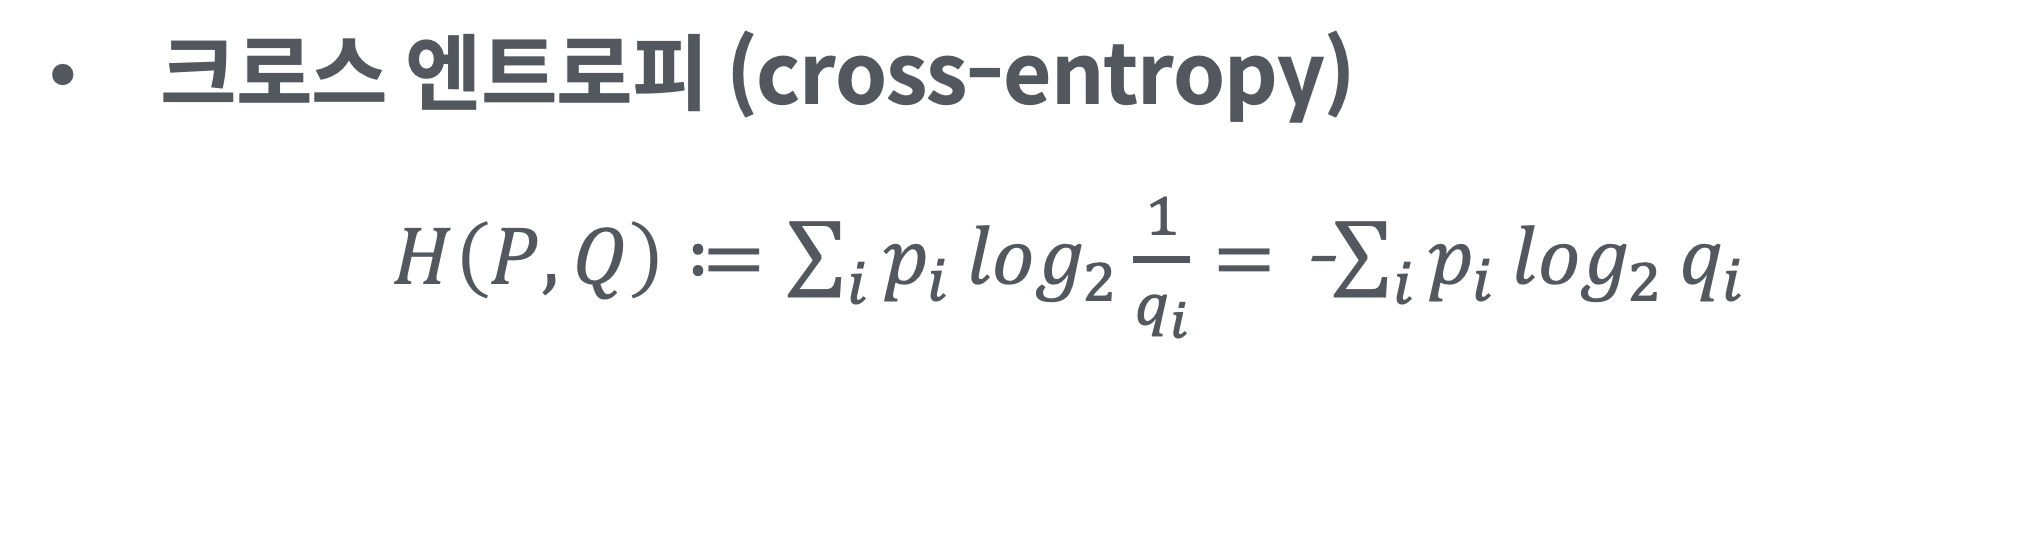 • 크로스 엔트로피 (cross-entropy)
H(P, Q) ≔ ∑ᵢ pᵢ log₂ 1/qᵢ = -∑ᵢ pᵢ log₂ qᵢ